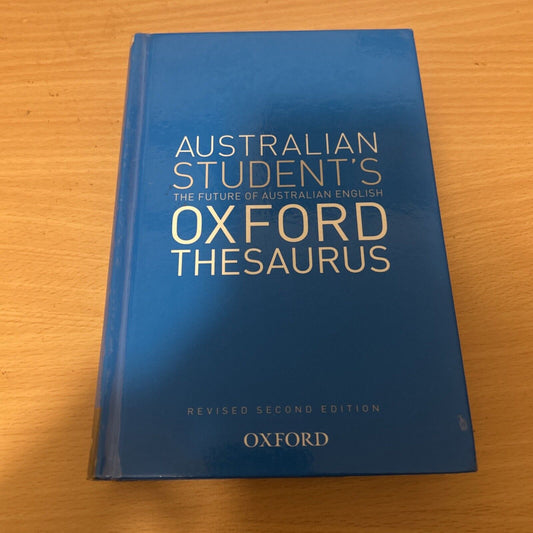 AUSTRALIAN
STUDENT'S
THE FUTURE OF AUSTRALIAN ENGLISH
OXFORD
THESAURUS
REVISED SECOND EDITION
OXFORD